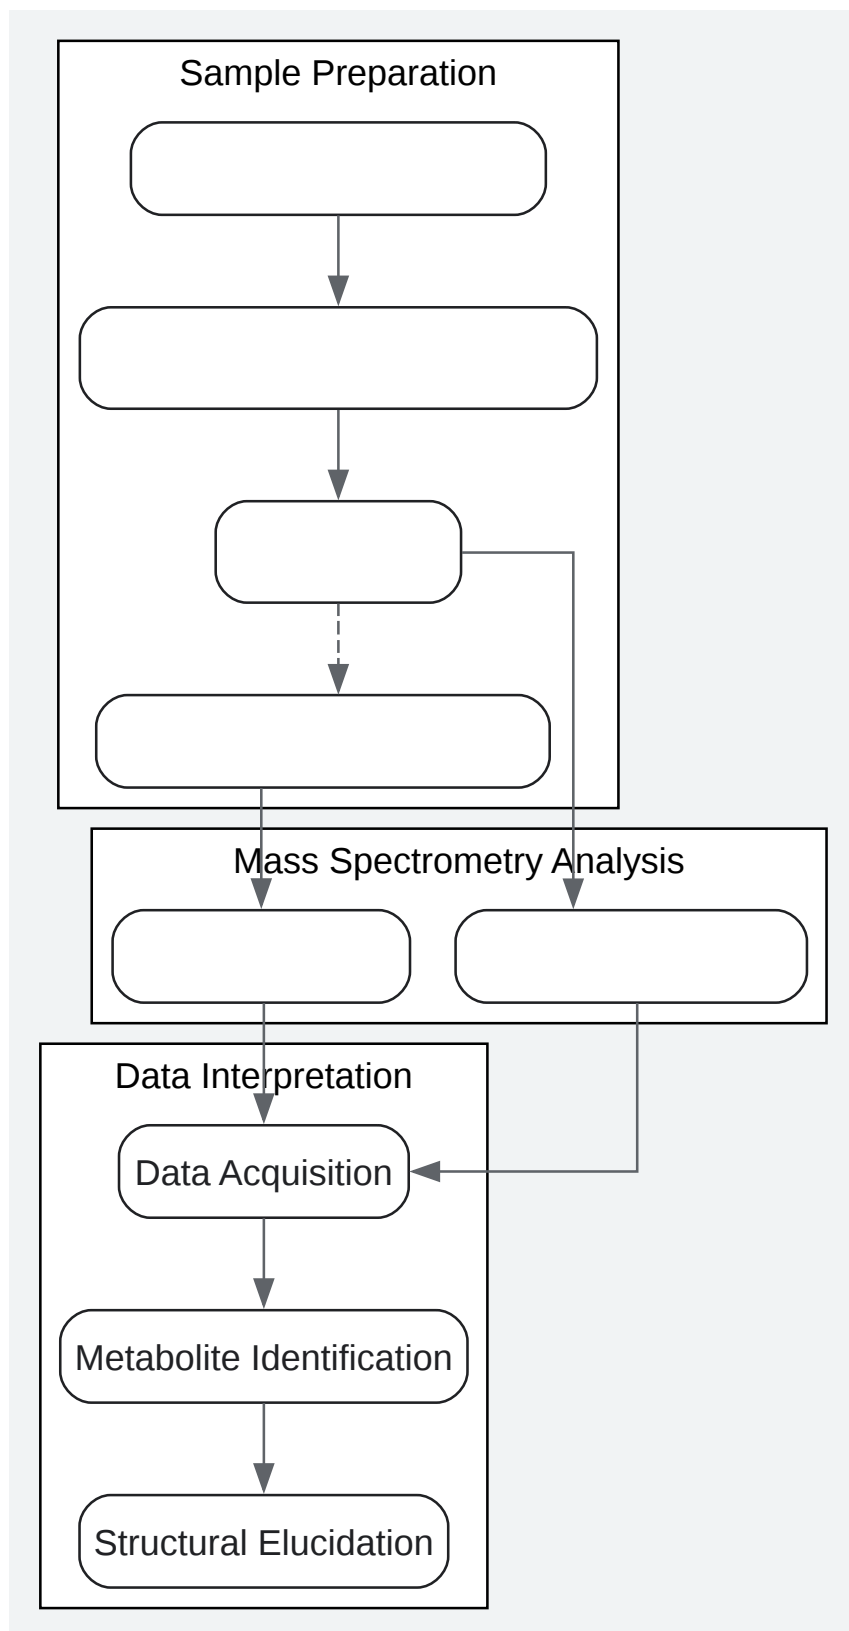 Sample Preparation
Mass Spectrometry Analysis
Data Interpretation
Data Acquisition
Metabolite Identification
Structural Elucidation